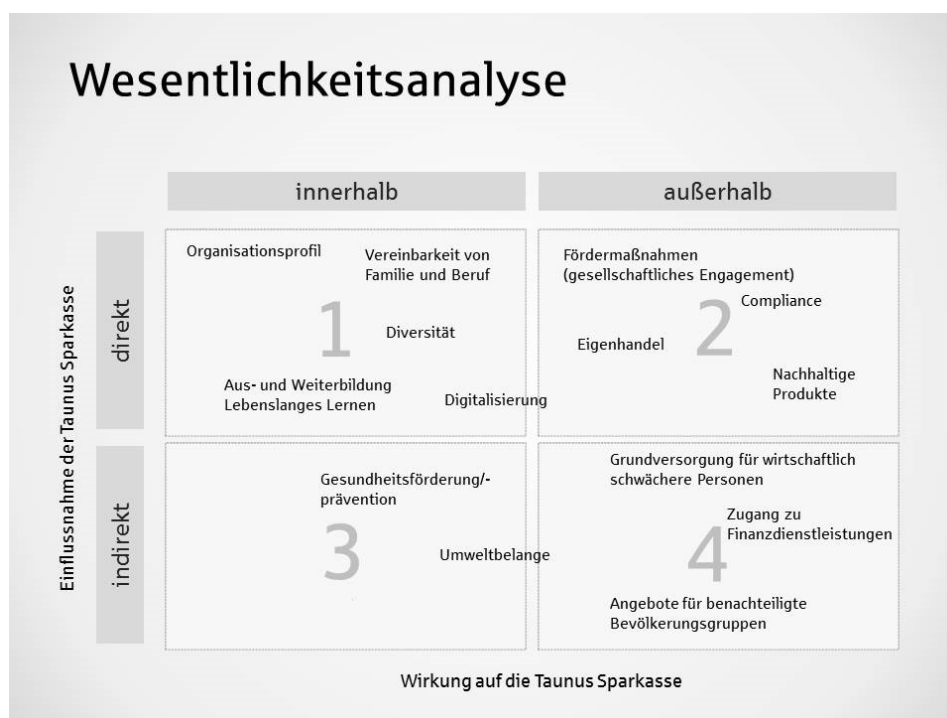 Wesentlichkeitsanalyse
innerhalb
außerhalb
Einflussnahme der Taunus Sparkasse
direkt
Organisationsprofil
Vereinbarkeit von
Familie und Beruf
1
Diversität
Aus- und Weiterbildung
Lebenslanges Lernen
Digitalisierung
Fördermaßnahmen
(gesellschaftliches Engagement)
Compliance
2
Eigenhandel
Nachhaltige
Produkte
indirekt
Gesundheitsförderung/-
prävention
3
Umweltbelange
Grundversorgung für wirtschaftlich
schwächere Personen
Zugang zu
Finanzdienstleistungen
4
Angebote für benachteiligte
Bevölkerungsgruppen
Wirkung auf die Taunus Sparkasse